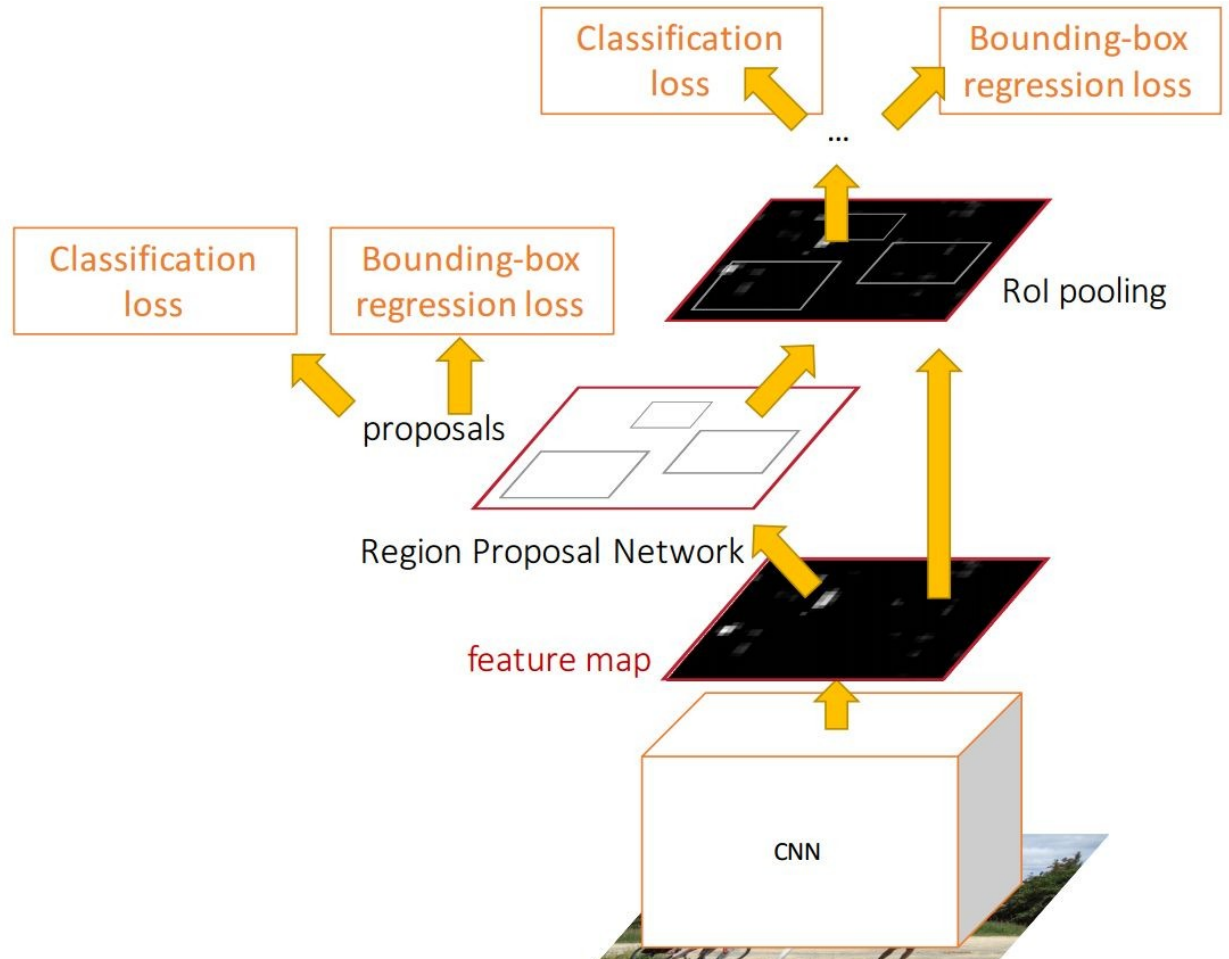 Classification
loss
Bounding-box
regression loss
...
Classification
loss
Bounding-box
regression loss
RoI pooling
proposals
Region Proposal Network
feature map
CNN